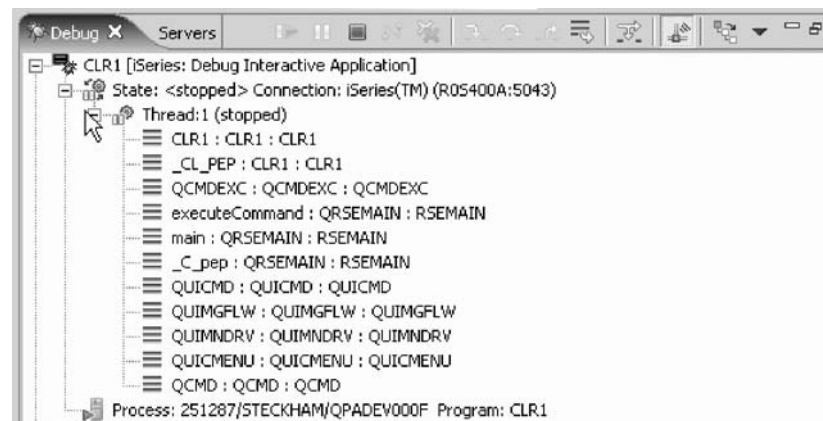 Debug Servers
CLR1 [iSeries: Debug Interactive Application]
State: <stopped> Connection: iSeries(TM) (R0S400A:5043)
Thread:1 (stopped)
CLR1 : CLR1 : CLR1
_CL_PEP : CLR1 : CLR1
QCMDEXC : QCMDEXC : QCMDEXC
executeCommand : QRSEMAIN : RSEMAIN
main : QRSEMAIN : RSEMAIN
_C_pep : QRSEMAIN : RSEMAIN
QUICMD : QUICMD : QUICMD
QUIMGFLW : QUIMGFLW : QUIMGFLW
QUIMNDRV : QUIMNDRV : QUIMNDRV
QUICMENU : QUICMENU : QUICMENU
QCMD : QCMD : QCMD
Process: 251287/STECKHAM/QPADEV000F Program: CLR1